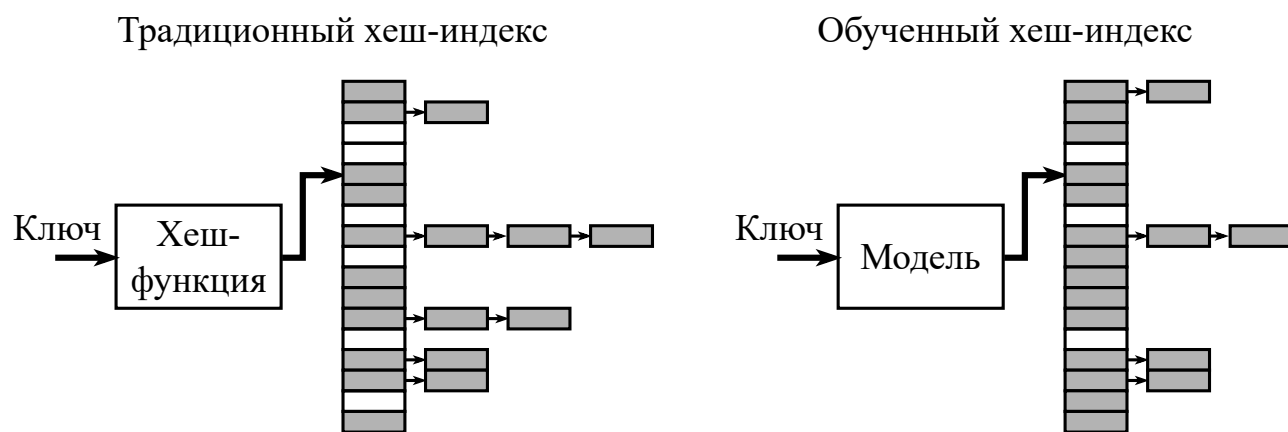 Традиционный хеш-индекс
Обученный хеш-индекс
Ключ
Хеш-
функция
Ключ
Модель